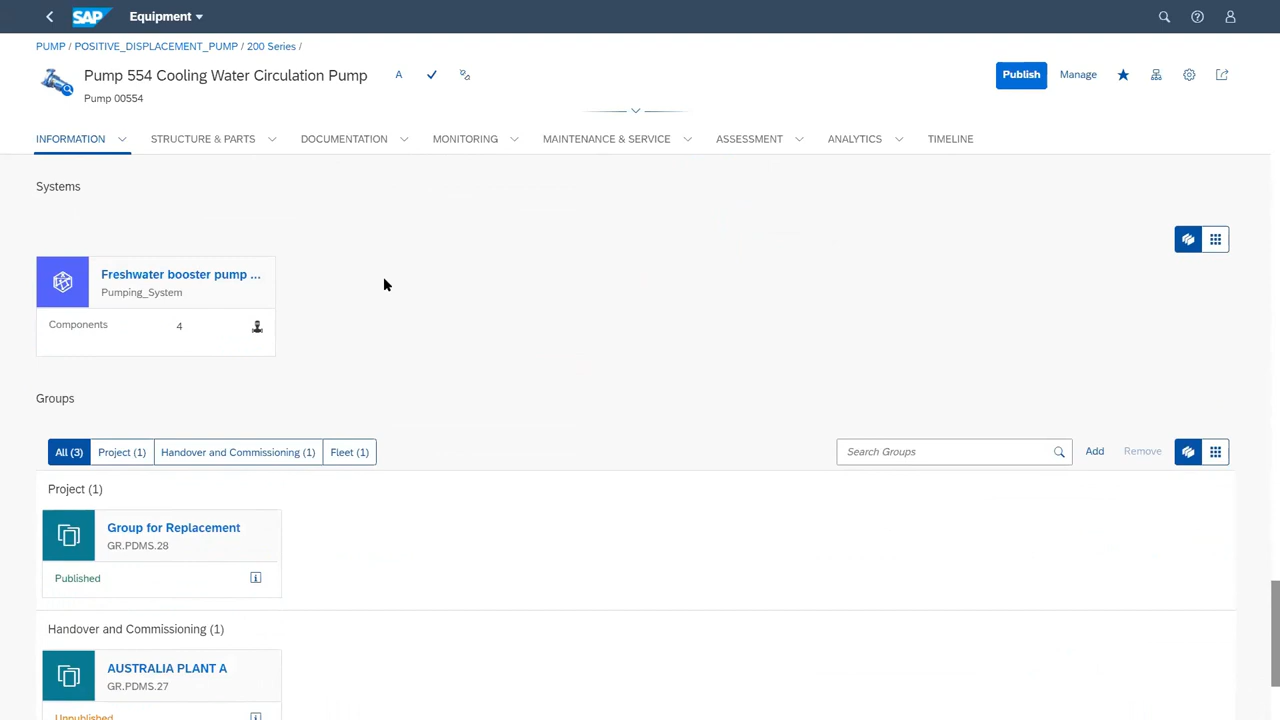 SAP Equipment
PUMP / POSITIVE_DISPLACEMENT_PUMP / 200 Series /
Pump 554 Cooling Water Circulation Pump A
Publish Manage
Pump 00554
INFORMATION STRUCTURE & PARTS DOCUMENTATION MONITORING MAINTENANCE & SERVICE ASSESSMENT ANALYTICS TIMELINE
Systems
Freshwater booster pump ...
Pumping_System
Components 4
Groups
All (3) Project (1) Handover and Commissioning (1) Fleet (1) Search Groups Add Remove
Project (1)
Group for Replacement
GR.PDMS.28
Published
Handover and Commissioning (1)
AUSTRALIA PLANT A
GR.PDMS.27
Unpublished